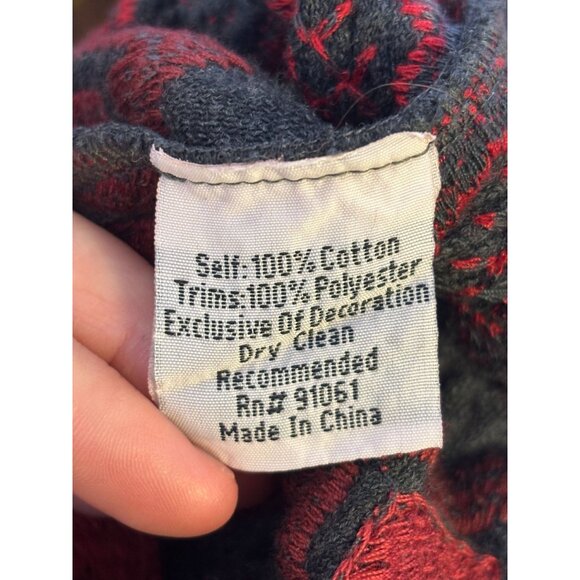 Self: 100% Cotton
Trims: 100% Polyester
Exclusive Of Decoration
Dry Clean
Recommended
Rn# 91061
Made In China